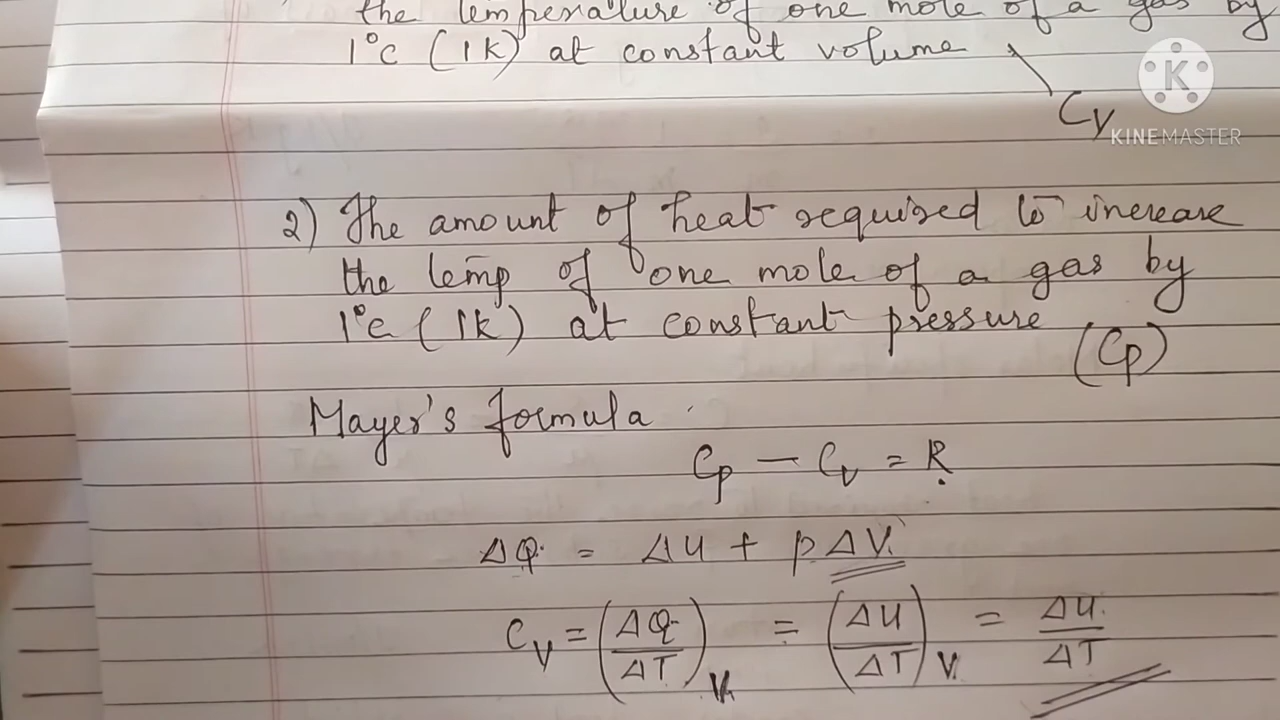 the temperature of one mole of a gas by
1°C (1K) at constant volume
Cv
K
KINEMASTER
2) The amount of heat required to increase
the temp of one mole of a gas by
1°c (1k) at constant pressure
(Cp)
Mayer's formula
Cp — Cv = R
ΔQ = ΔU + PΔV
Cv = (ΔQ/ΔT)v = (ΔU/ΔT)v = ΔU/ΔT